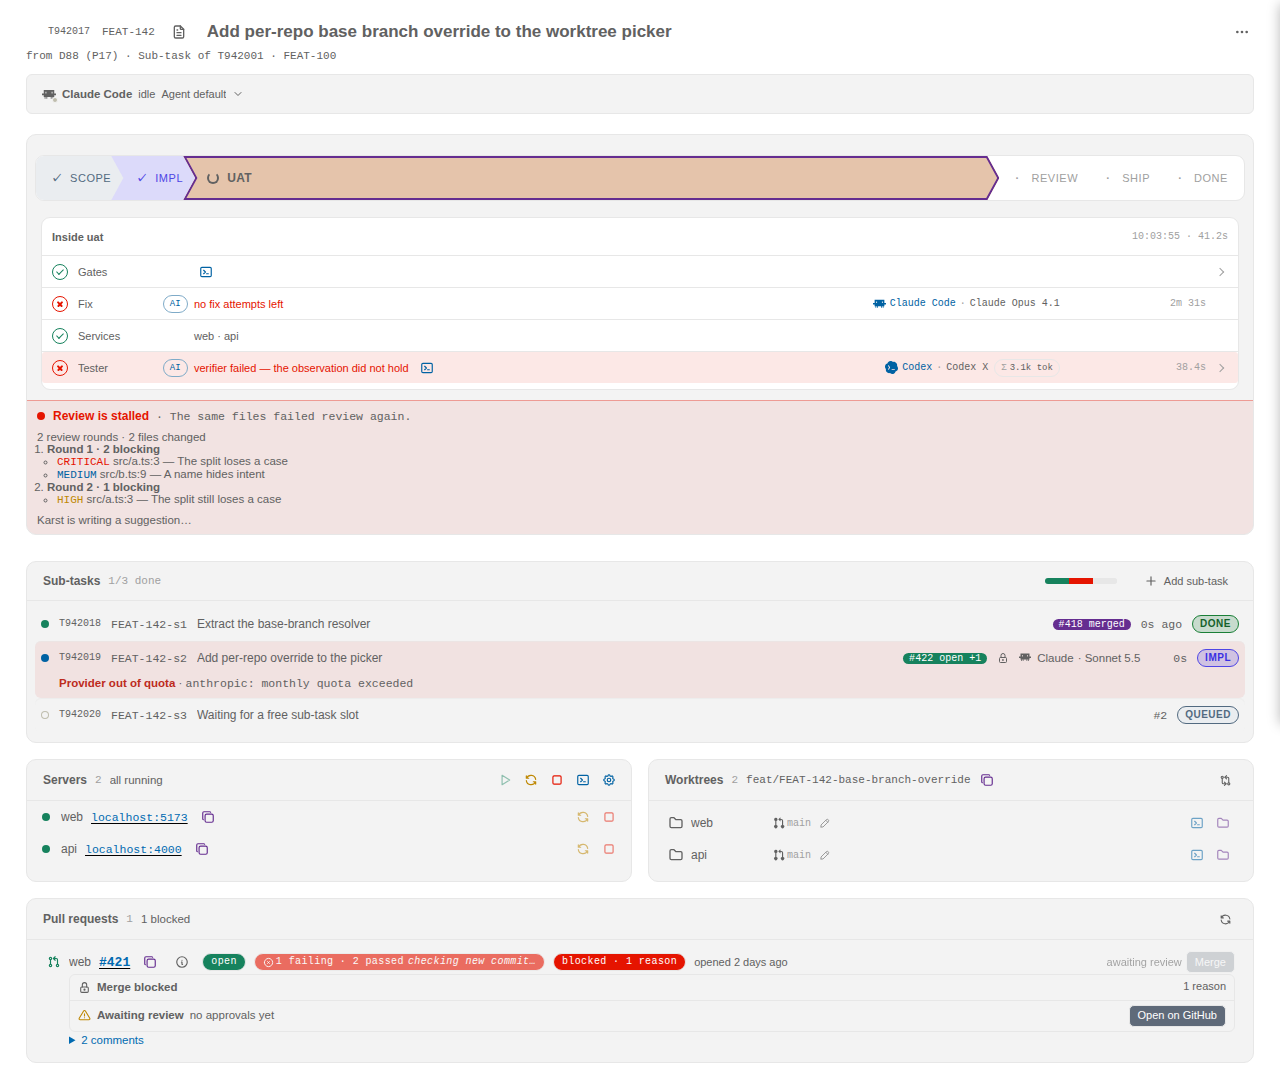 T942017 FEAT-142 Add per-repo base branch override to the worktree picker
from D88 (P17) · Sub-task of T942001 · FEAT-100
Claude Code idle Agent default
SCOPE IMPL UAT · REVIEW · SHIP · DONE
Inside uat 10:03:55 · 41.2s
Gates
Fix AI no fix attempts left Claude Code · Claude Opus 4.1 2m 31s
Services web · api
Tester AI verifier failed — the observation did not hold Codex · Codex X Σ 3.1k tok 38.4s
Review is stalled · The same files failed review again.
2 review rounds · 2 files changed
1. Round 1 · 2 blocking
CRITICAL src/a.ts:3 — The split loses a case
MEDIUM src/b.ts:9 — A name hides intent
2. Round 2 · 1 blocking
HIGH src/a.ts:3 — The split still loses a case
Karst is writing a suggestion…
Sub-tasks 1/3 done Add sub-task
T942018 FEAT-142-s1 Extract the base-branch resolver #418 merged 0s ago DONE
T942019 FEAT-142-s2 Add per-repo override to the picker #422 open +1 Claude · Sonnet 5.5 0s IMPL
Provider out of quota · anthropic: monthly quota exceeded
T942020 FEAT-142-s3 Waiting for a free sub-task slot #2 QUEUED
Servers 2 all running
web localhost:5173
api localhost:4000
Worktrees 2 feat/FEAT-142-base-branch-override
web main
api main
Pull requests 1 1 blocked
web #421 open 1 failing · 2 passed checking new commit… blocked · 1 reason opened 2 days ago awaiting review Merge
Merge blocked 1 reason
Awaiting review no approvals yet Open on GitHub
2 comments